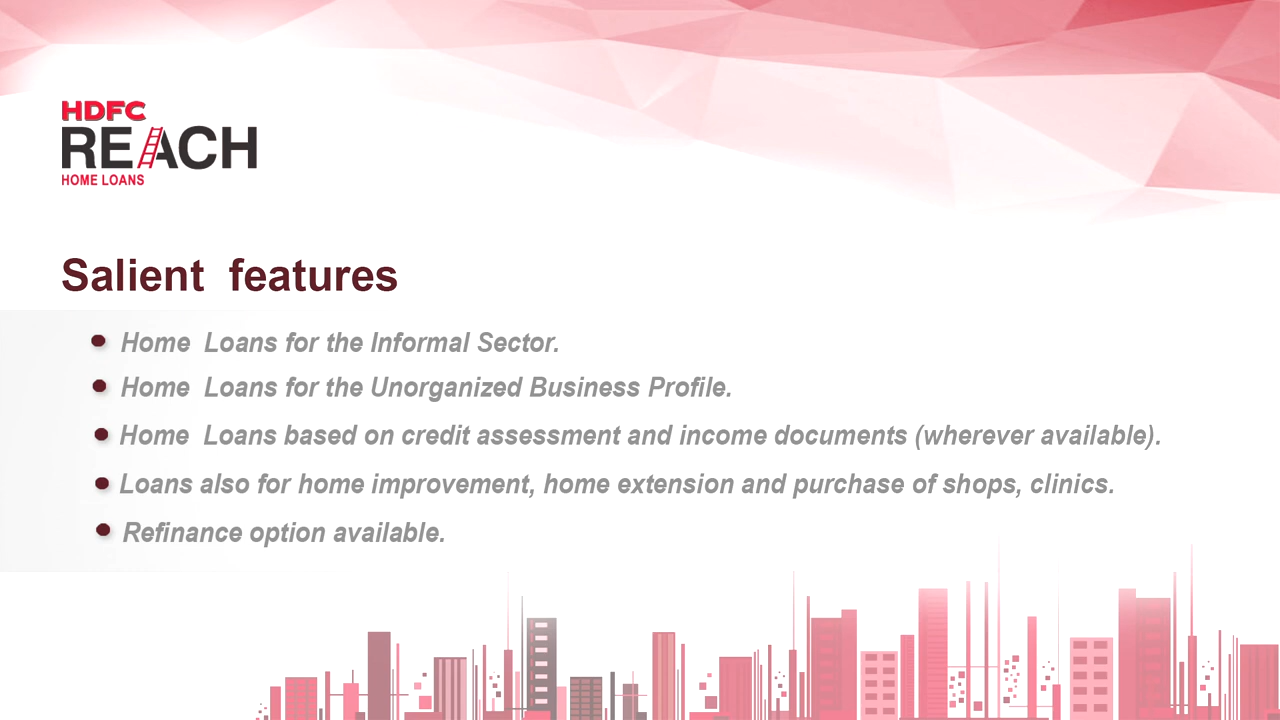 HDFC
REACH
HOME LOANS
Salient features
Home Loans for the Informal Sector.
Home Loans for the Unorganized Business Profile.
Home Loans based on credit assessment and income documents (wherever available).
Loans also for home improvement, home extension and purchase of shops, clinics.
Refinance option available.